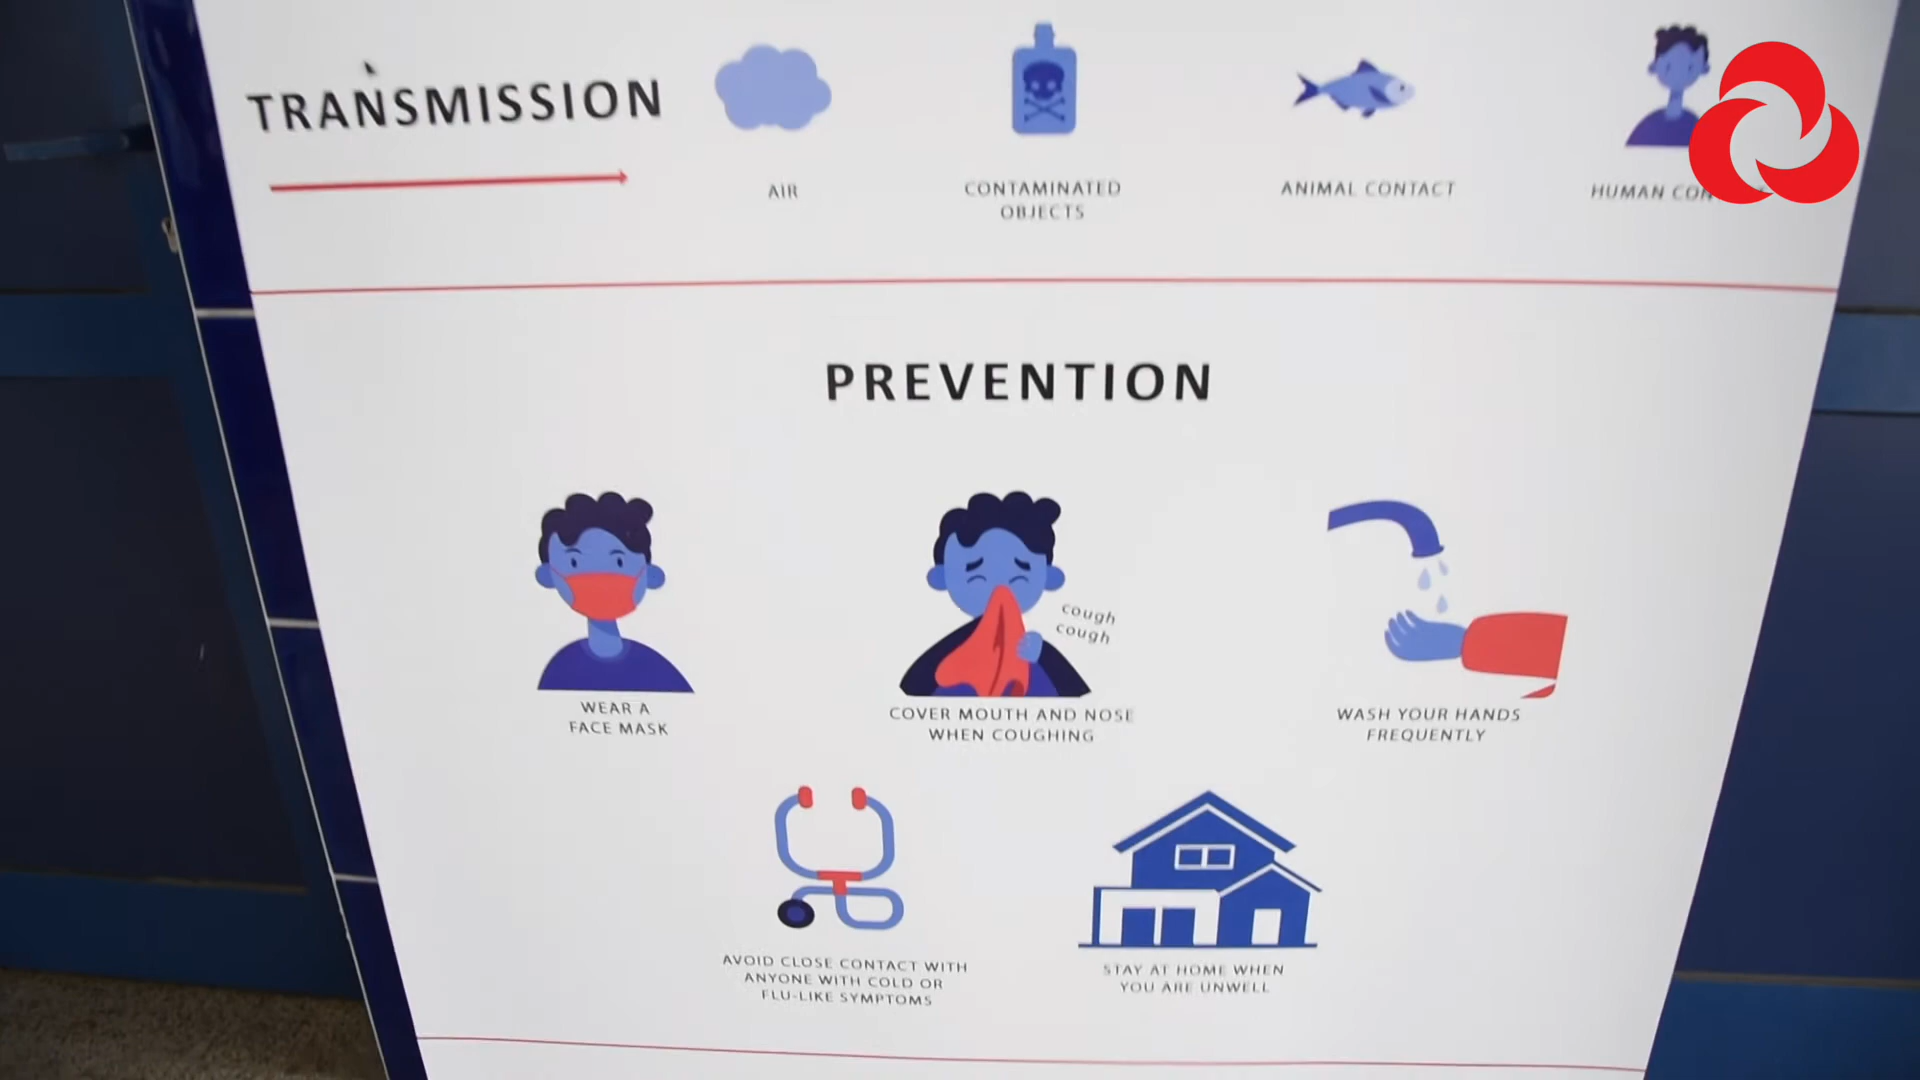 TRANSMISSION
AIR
CONTAMINATED
OBJECTS
ANIMAL CONTACT
HUMAN
PREVENTION
cough
cough
WEAR A
FACE MASK
COVER MOUTH AND NOSE
WHEN COUGHING
WASH YOUR HANDS
FREQUENTLY
AVOID CLOSE CONTACT WITH
ANYONE WITH COLD OR
FLU-LIKE SYMPTOMS
STAY AT HOME WHEN
YOU ARE UNWELL